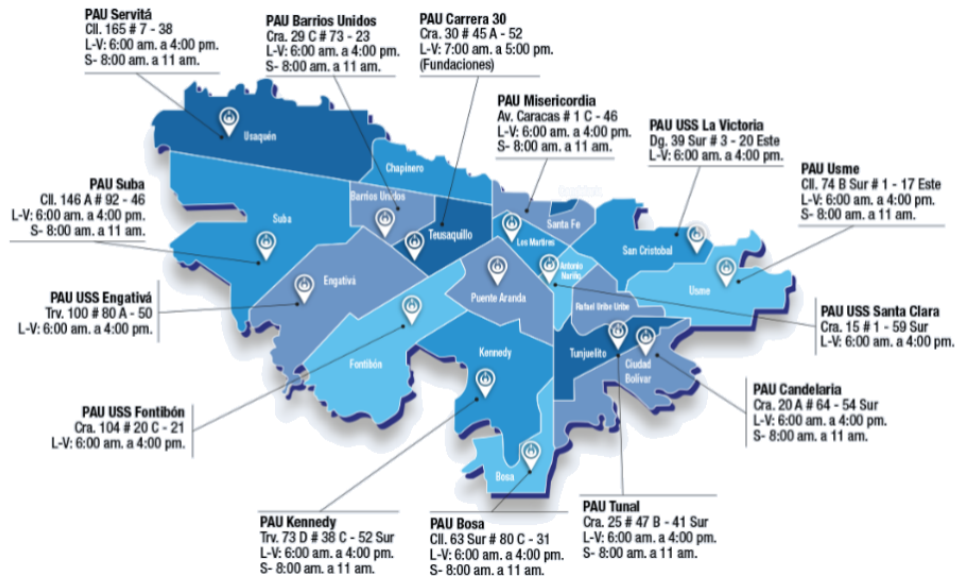 PAU Servitá
Cll. 165 # 7 - 38
L-V: 6:00 am. a 4:00 pm.
S- 8:00 am. a 11 am.
PAU Barrios Unidos
Cra. 29 C # 73 - 23
L-V: 6:00 am. a 4:00 pm.
S- 8:00 am. a 11 am.
PAU Carrera 30
Cra. 30 # 45 A - 52
L-V: 7:00 am. a 5:00 pm.
(Fundaciones)
PAU Misericordia
Av. Caracas # 1 C - 46
L-V: 6:00 am. a 4:00 pm.
S- 8:00 am. a 11 am.
PAU USS La Victoria
Dg. 39 Sur # 3 - 20 Este
L-V: 6:00 am. a 4:00 pm.
PAU Usme
Cll. 74 B Sur # 1 - 17 Este
L-V: 6:00 am. a 4:00 pm.
S- 8:00 am. a 11 am.
PAU Suba
Cll. 146 A # 92 - 46
L-V: 6:00 am. a 4:00 pm.
S- 8:00 am. a 11 am.
PAU USS Engativá
Trv. 100 # 80 A - 50
L-V: 6:00 am. a 4:00 pm.
PAU USS Fontibón
Cra. 104 # 20 C - 21
L-V: 6:00 am. a 4:00 pm.
Usaquén
Chapinero
Barrios Unidos
Suba
Teusaquillo
Santa Fe
Los Martires
San Cristobal
Antonio
Nariño
Engativá
Puente Aranda
Usme
Rafael Uribe Uribe
Fontibón
Kennedy
Tunjuelito
Ciudad
Bolívar
Bosa
PAU USS Santa Clara
Cra. 15 # 1 - 59 Sur
L-V: 6:00 am. a 4:00 pm.
PAU Candelaria
Cra. 20 A # 64 - 54 Sur
L-V: 6:00 am. a 4:00 pm.
S- 8:00 am. a 11 am.
PAU Kennedy
Trv. 73 D # 38 C - 52 Sur
L-V: 6:00 am. a 4:00 pm.
S- 8:00 am. a 11 am.
PAU Bosa
Cll. 63 Sur # 80 C - 31
L-V: 6:00 am. a 4:00 pm.
S- 8:00 am. a 11 am.
PAU Tunal
Cra. 25 # 47 B - 41 Sur
L-V: 6:00 am. a 4:00 pm.
S- 8:00 am. a 11 am.